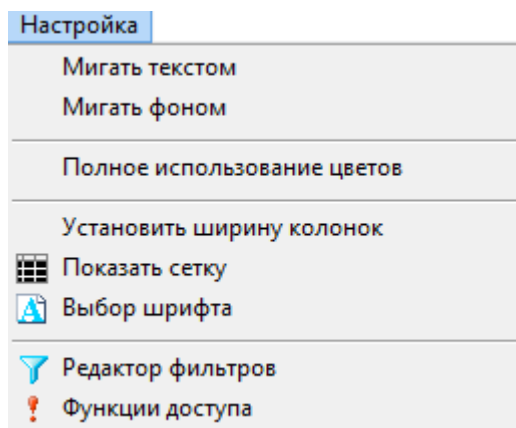 Настройка
Мигать текстом
Мигать фоном
Полное использование цветов
Установить ширину колонок
Показать сетку
Выбор шрифта
Редактор фильтров
Функции доступа